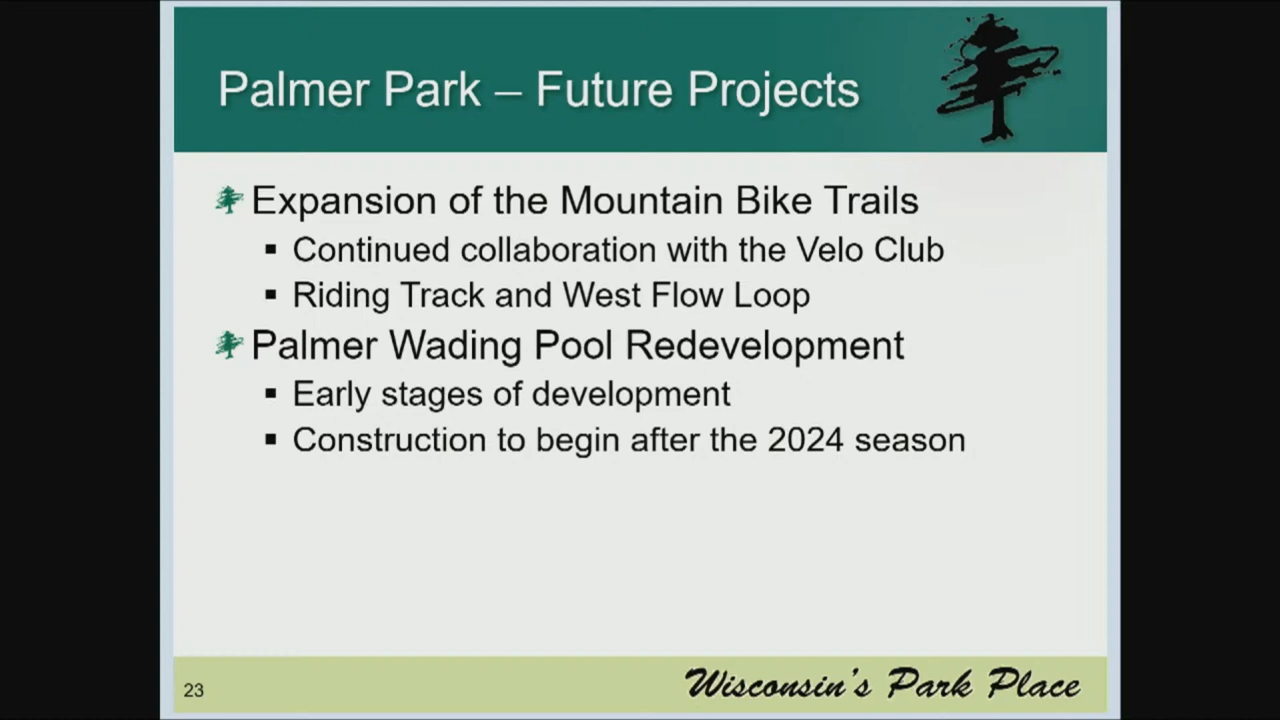 Palmer Park – Future Projects
Expansion of the Mountain Bike Trails
▪ Continued collaboration with the Velo Club
▪ Riding Track and West Flow Loop
Palmer Wading Pool Redevelopment
▪ Early stages of development
▪ Construction to begin after the 2024 season
23
Wisconsin's Park Place